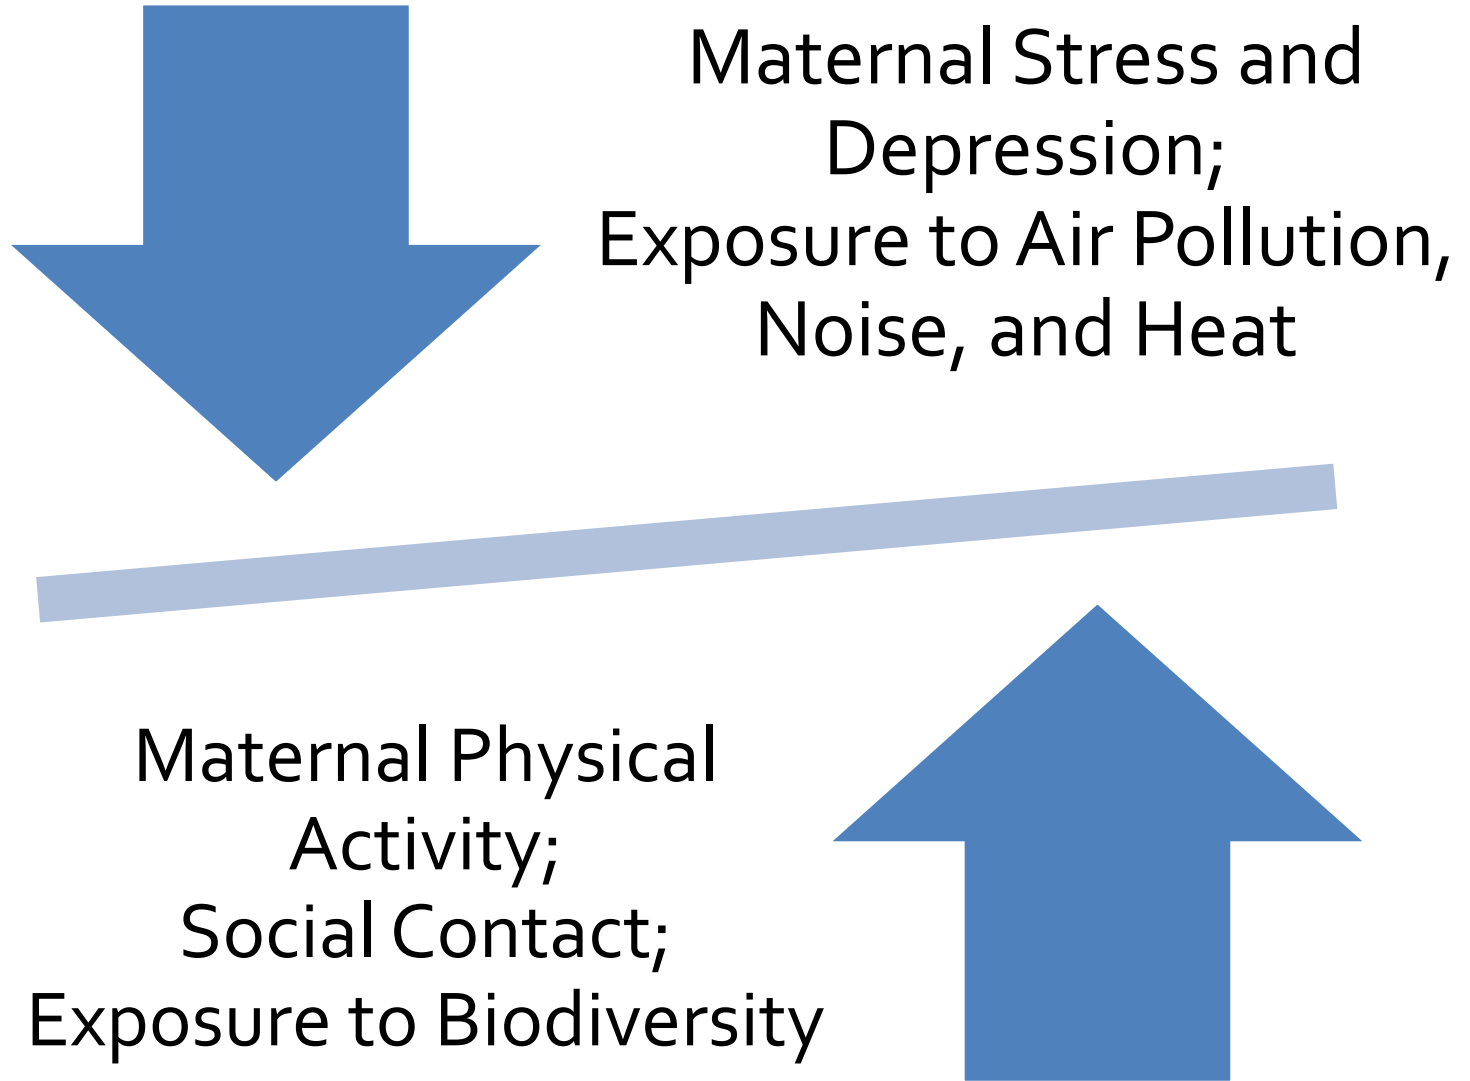 Maternal Stress and
Depression;
Exposure to Air Pollution,
Noise, and Heat
Maternal Physical
Activity;
Social Contact;
Exposure to Biodiversity